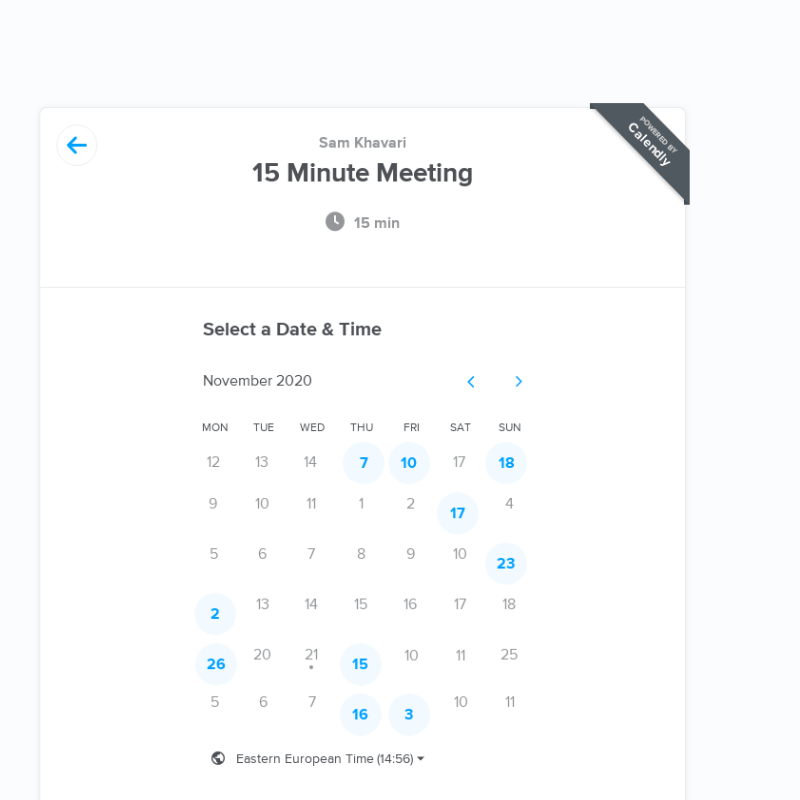 POWERED BY
Calendly
Sam Khavari
15 Minute Meeting
15 min
Select a Date & Time
November 2020
MON TUE WED THU FRI SAT SUN
12 13 14 7 10 17 18
9 10 11 1 2 17 4
5 6 7 8 9 10 23
2 13 14 15 16 17 18
26 20 21 15 10 11 25
5 6 7 16 3 10 11
Eastern European Time (14:56)